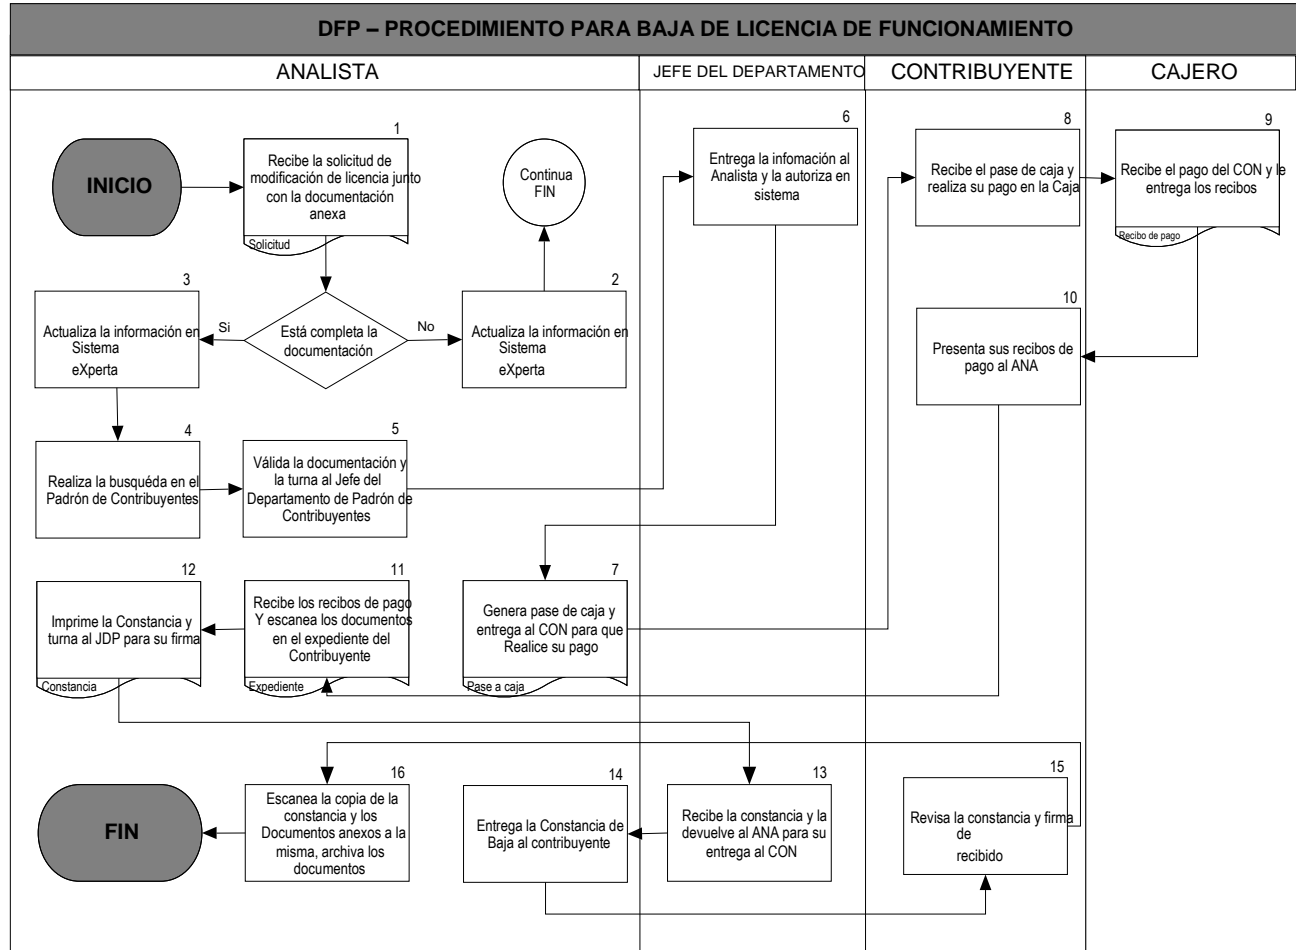 DFP – PROCEDIMIENTO PARA BAJA DE LICENCIA DE FUNCIONAMIENTO
ANALISTA
JEFE DEL DEPARTAMENTO
CONTRIBUYENTE
CAJERO
INICIO
1
Recibe la solicitud de
modificación de licencia junto
con la documentación
anexa
Solicitud
Continua
FIN
6
Entrega la infomación al
Analista y la autoriza en
sistema
8
Recibe el pase de caja y
realiza su pago en la Caja
9
Recibe el pago del CON y le
entrega los recibos
Recibo de pago
3
Actualiza la información en
Sistema
eXperta
Si
Está completa la
documentación
No
2
Actualiza la información en
Sistema
eXperta
10
Presenta sus recibos de
pago al ANA
4
Realiza la busquéda en el
Padrón de Contribuyentes
5
Válida la documentación y
la turna al Jefe del
Departamento de Padrón de
Contribuyentes
12
Imprime la Constancia y
turna al JDP para su firma
Constancia
11
Recibe los recibos de pago
Y escanea los documentos
en el expediente del
Contribuyente
Expediente
7
Genera pase de caja y
entrega al CON para que
Realice su pago
Pase a caja
FIN
16
Escanea la copia de la
constancia y los
Documentos anexos a la
misma, archiva los
documentos
14
Entrega la Constancia de
Baja al contribuyente
13
Recibe la constancia y la
devuelve al ANA para su
entrega al CON
15
Revisa la constancia y firma
de
recibido